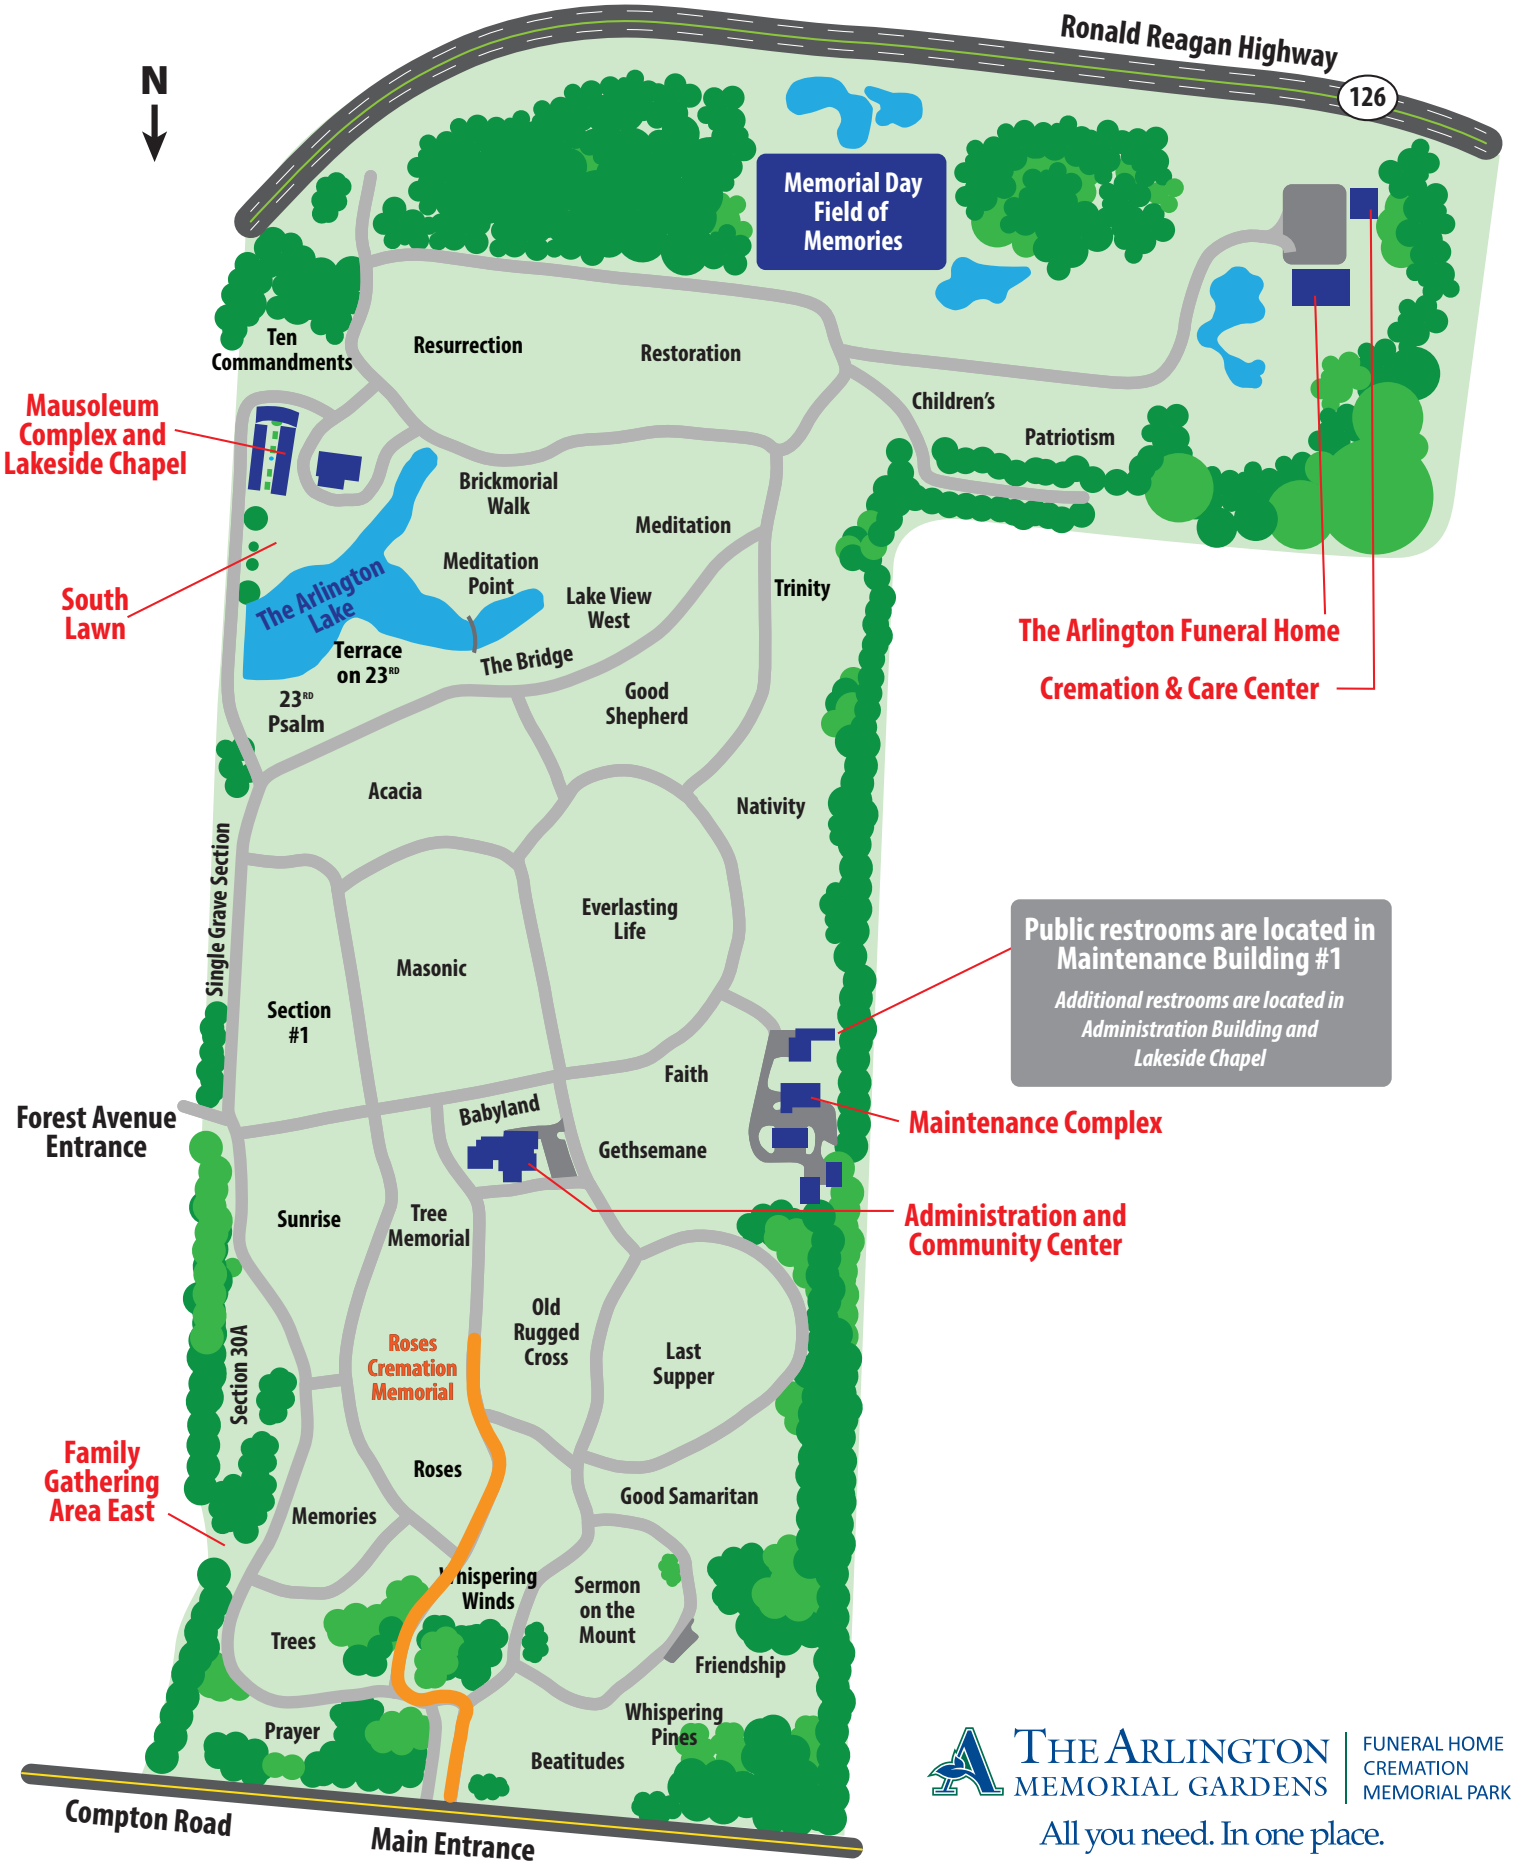 Ronald Reagan Highway
126
N
Memorial Day
Field of
Memories
Ten
Commandments
Resurrection
Restoration
Children's
Patriotism
Mausoleum
Complex and
Lakeside Chapel
Brickmorial
Walk
Meditation
Meditation
Point
Lake View
West
Trinity
South
Lawn
The Arlington
Lake
Terrace
on 23RD
The Bridge
23RD
Psalm
Good
Shepherd
The Arlington Funeral Home
Cremation & Care Center
Acacia
Nativity
Single Grave Section
Everlasting
Life
Masonic
Section
#1
Public restrooms are located in
Maintenance Building #1
Additional restrooms are located in
Administration Building and
Lakeside Chapel
Faith
Babyland
Forest Avenue
Entrance
Gethsemane
Maintenance Complex
Sunrise
Tree
Memorial
Administration and
Community Center
Old
Rugged
Cross
Roses
Cremation
Memorial
Last
Supper
Section 30A
Family
Gathering
Area East
Roses
Good Samaritan
Memories
Whispering
Winds
Sermon
on the
Mount
Trees
Friendship
Whispering
Pines
Prayer
Beatitudes
Compton Road
Main Entrance
A
THE ARLINGTON
MEMORIAL GARDENS
FUNERAL HOME
CREMATION
MEMORIAL PARK
All you need. In one place.